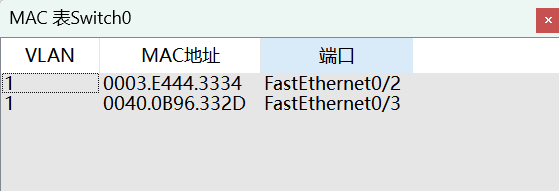 MAC 表Switch0
VLAN MAC地址 端口
1 0003.E444.3334 FastEthernet0/2
1 0040.0B96.332D FastEthernet0/3